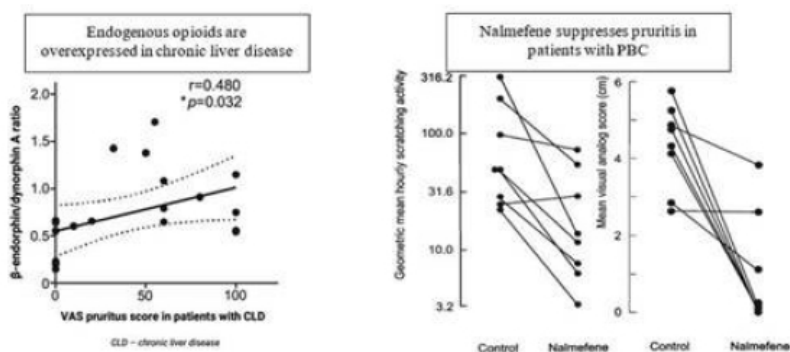 Endogenous opioids are
overexpressed in chronic liver disease
r=0.480
*p=0.032
β-endorphin/dynorphin A ratio
2.0
1.5
1.0
0.5
0
0
50
100
VAS pruritus score in patients with CLD
CLD – chronic liver disease
Nalmefene suppresses pruritis in
patients with PBC
Geometric mean hourly scratching activity
316.2
100.0
31.6
10.0
3.2
Control
Nalmefene
Mean visual analog score (cm)
6
4
2
0
Control
Nalmefene